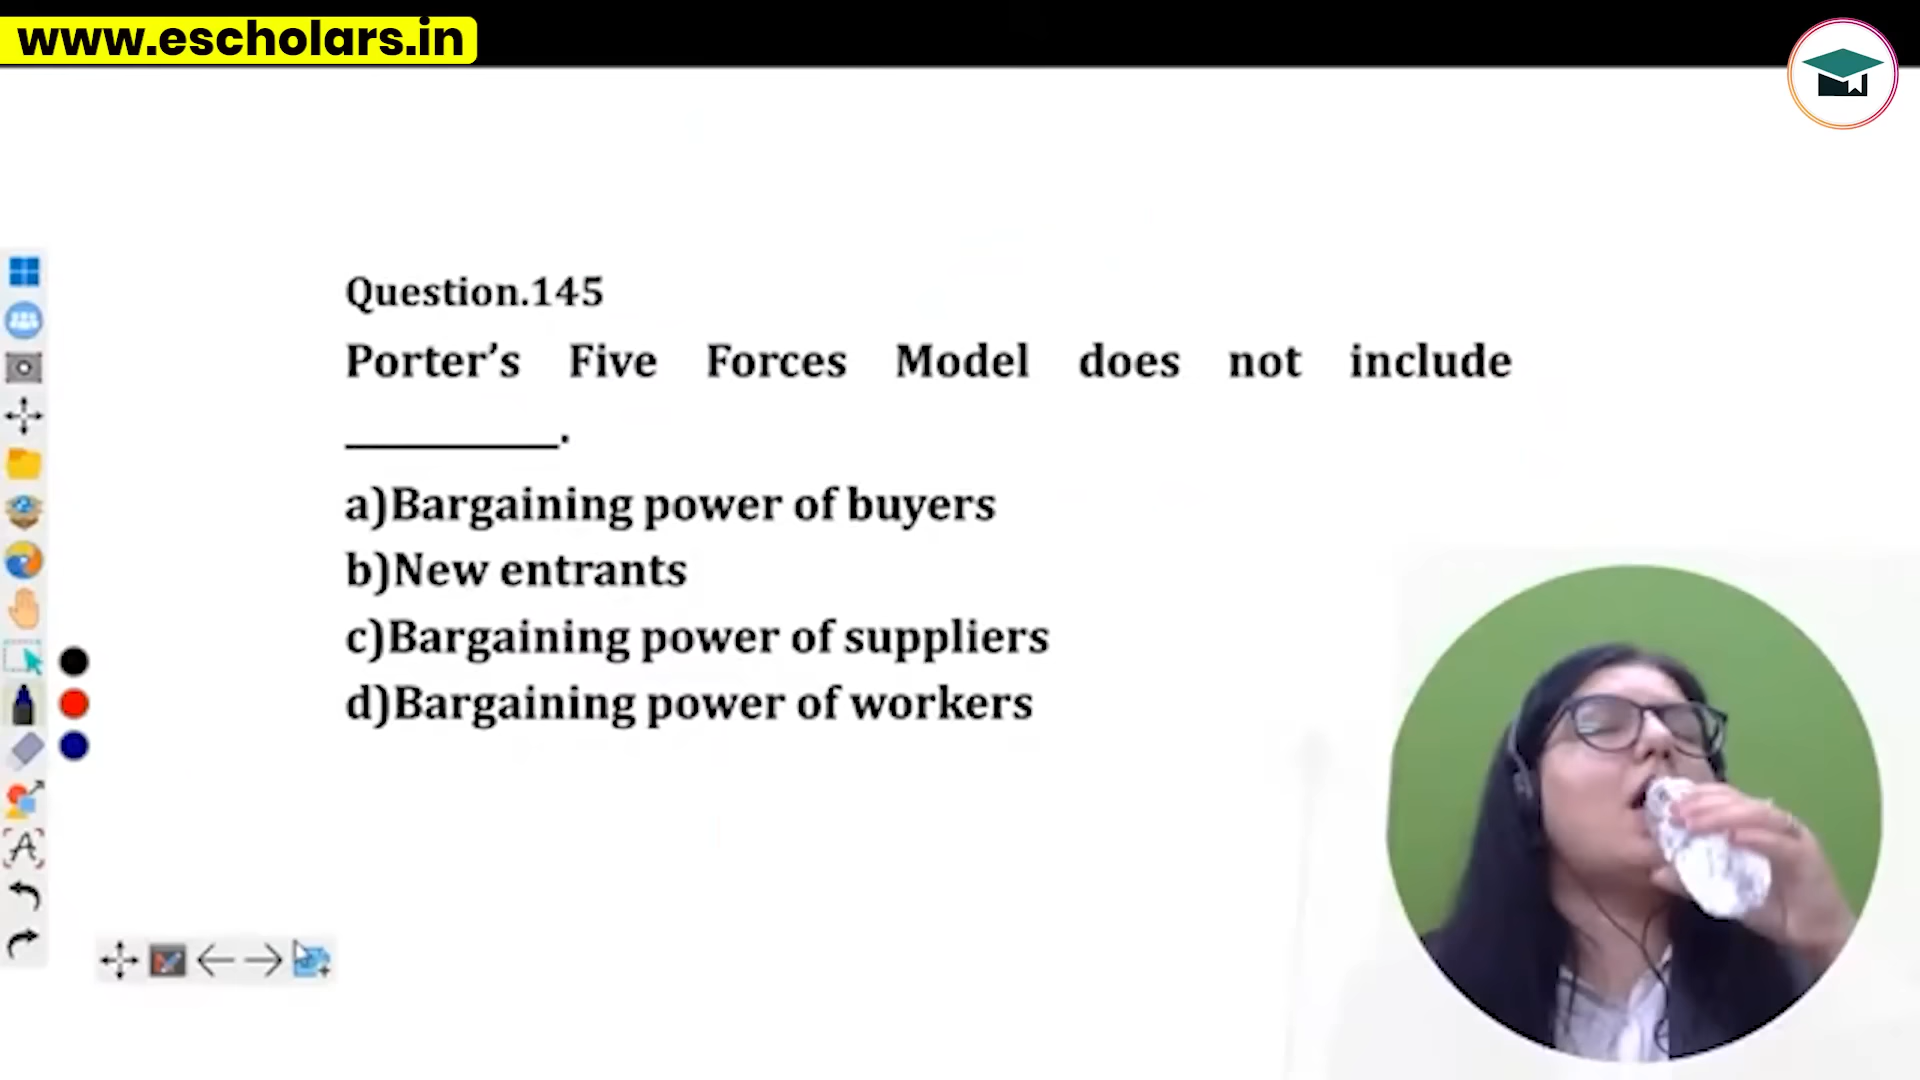 www.escholars.in
Question.145
Porter’s Five Forces Model does not include
__________.
a)Bargaining power of buyers
b)New entrants
c)Bargaining power of suppliers
d)Bargaining power of workers